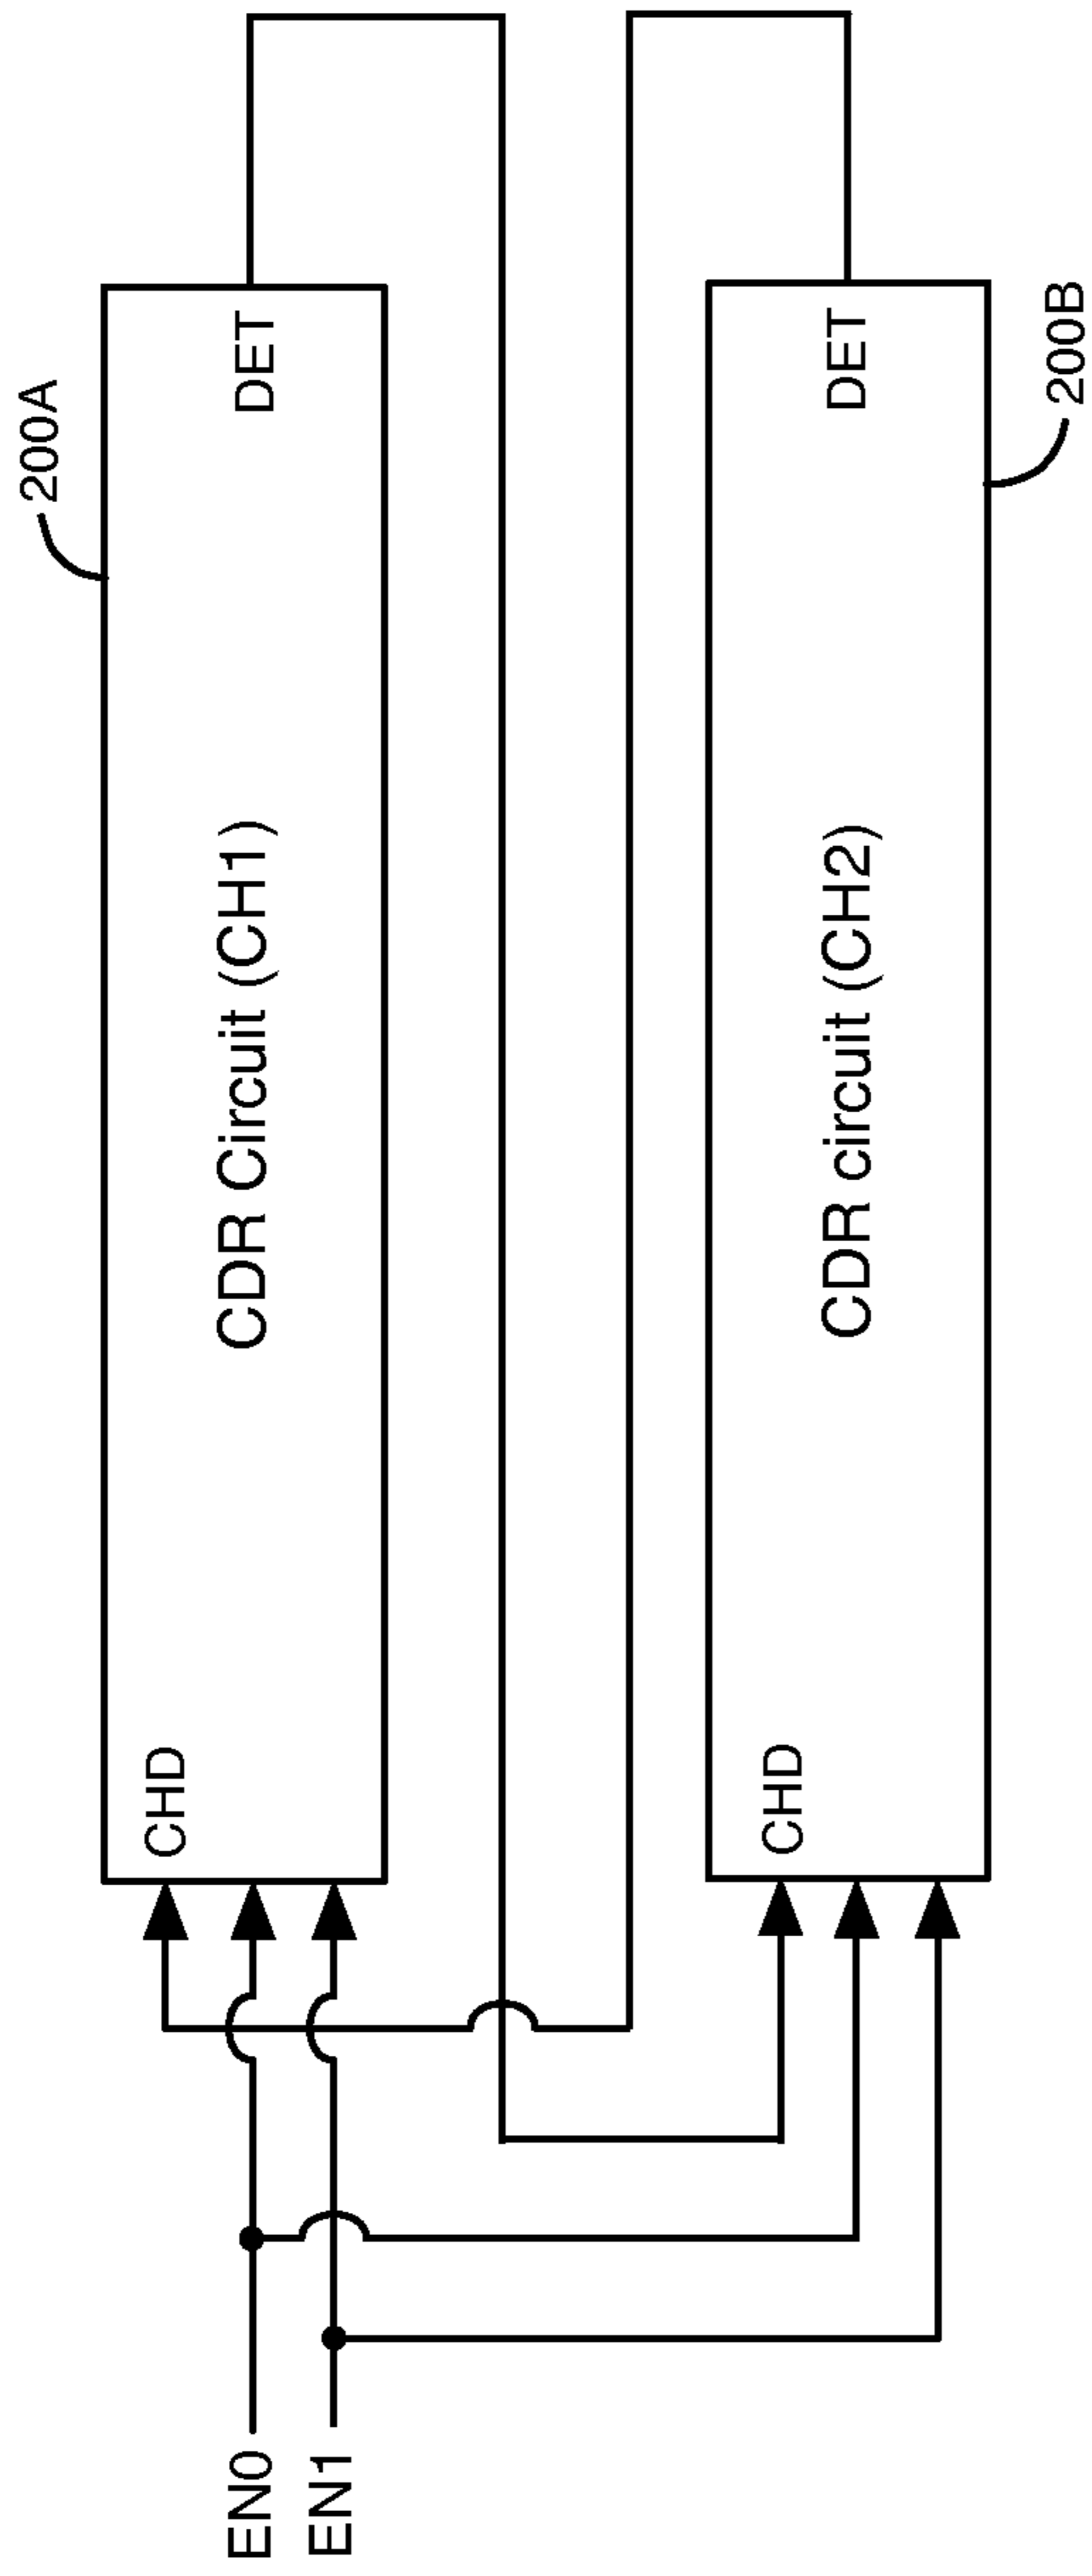 200A
CHD
CDR Circuit (CH1)
DET
EN0
EN1
CHD
CDR circuit (CH2)
DET
200B